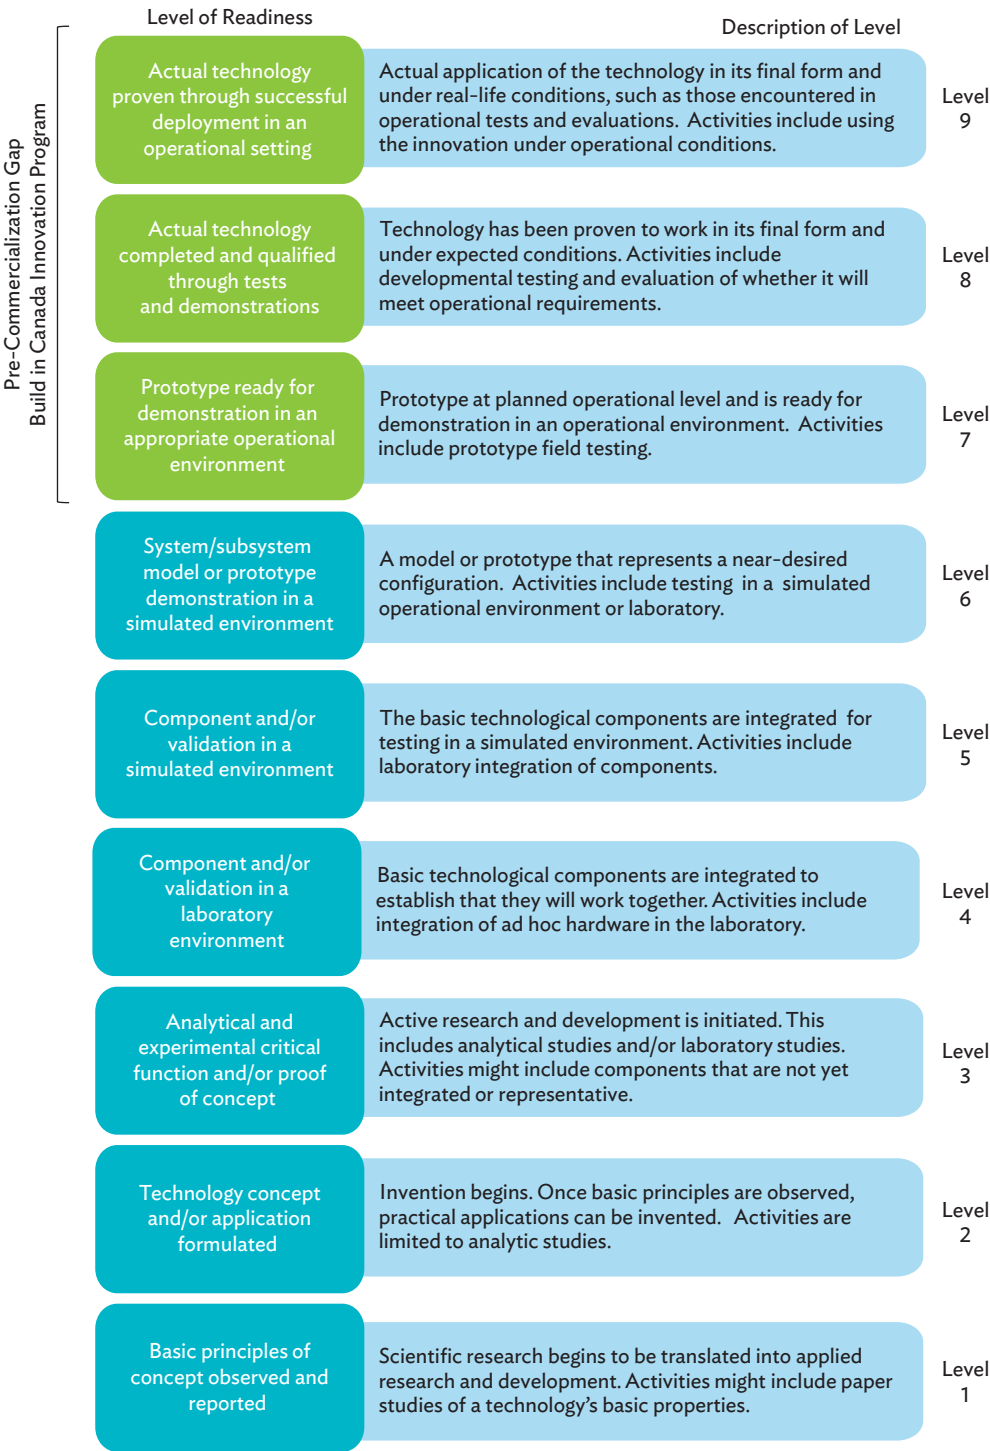 Level of Readiness
Description of Level
Pre-Commercialization Gap
Build in Canada Innovation Program
Actual technology
proven through successful
deployment in an
operational setting
Actual application of the technology in its final form and
under real-life conditions, such as those encountered in
operational tests and evaluations. Activities include using
the innovation under operational conditions.
Level
9
Actual technology
completed and qualified
through tests
and demonstrations
Technology has been proven to work in its final form and
under expected conditions. Activities include
developmental testing and evaluation of whether it will
meet operational requirements.
Level
8
Prototype ready for
demonstration in an
appropriate operational
environment
Prototype at planned operational level and is ready for
demonstration in an operational environment. Activities
include prototype field testing.
Level
7
System/subsystem
model or prototype
demonstration in a
simulated environment
A model or prototype that represents a near-desired
configuration. Activities include testing in a simulated
operational environment or laboratory.
Level
6
Component and/or
validation in a
simulated environment
The basic technological components are integrated for
testing in a simulated environment. Activities include
laboratory integration of components.
Level
5
Component and/or
validation in a
laboratory
environment
Basic technological components are integrated to
establish that they will work together. Activities include
integration of ad hoc hardware in the laboratory.
Level
4
Analytical and
experimental critical
function and/or proof
of concept
Active research and development is initiated. This
includes analytical studies and/or laboratory studies.
Activities might include components that are not yet
integrated or representative.
Level
3
Technology concept
and/or application
formulated
Invention begins. Once basic principles are observed,
practical applications can be invented. Activities are
limited to analytic studies.
Level
2
Basic principles of
concept observed and
reported
Scientific research begins to be translated into applied
research and development. Activities might include paper
studies of a technology’s basic properties.
Level
1